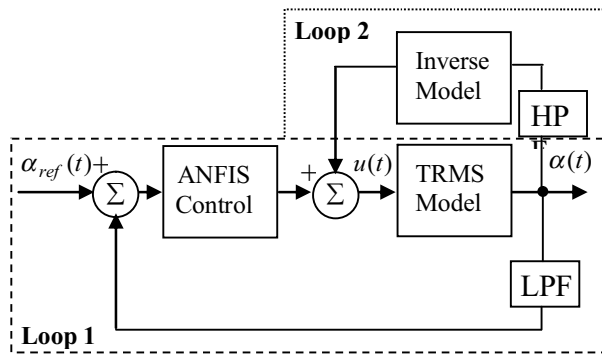 Loop 2
Inverse
Model
HP
F
α_ref (t) +
Σ
ANFIS
Control
+
Σ
u(t)
TRMS
Model
α(t)
LPF
Loop 1